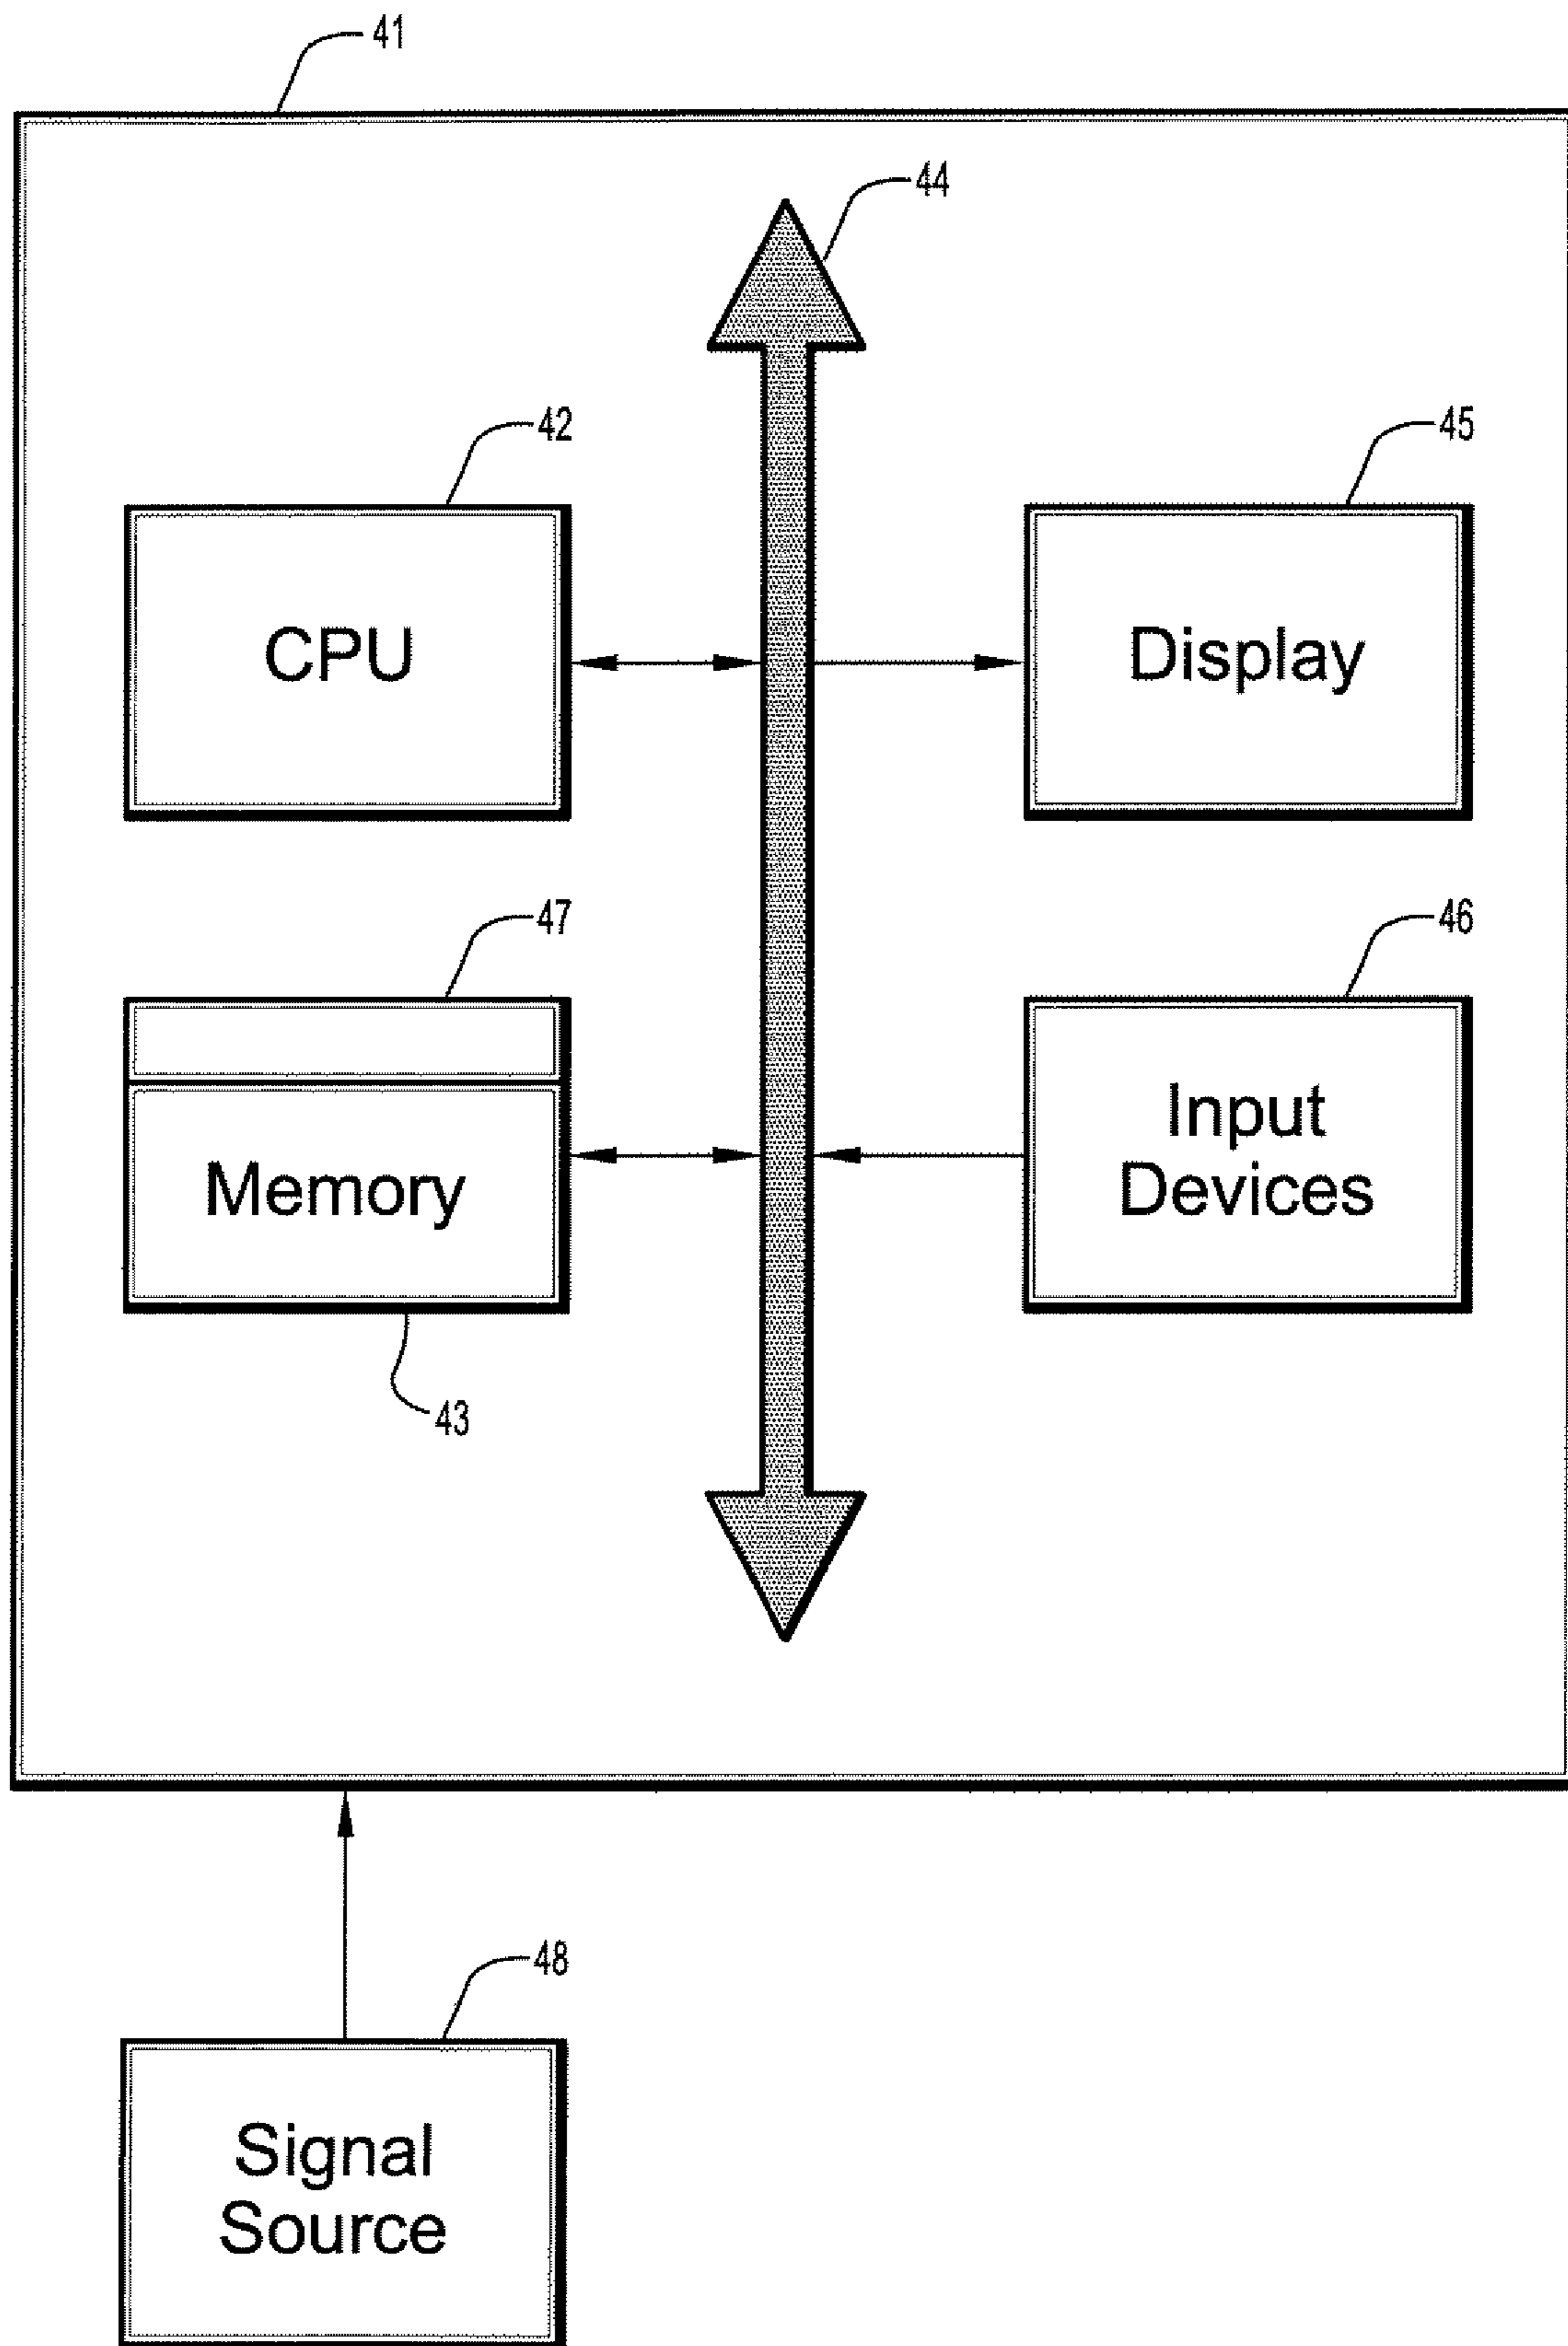 41
44
42
45
CPU
Display
47
46
Memory
Input
Devices
43
48
Signal
Source